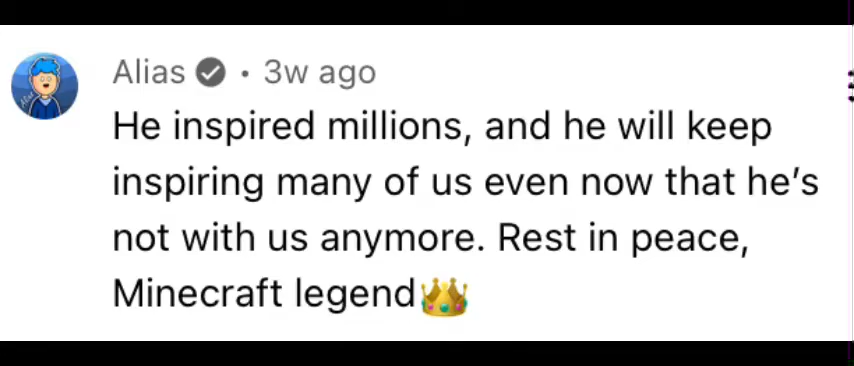 Alias • 3w ago
He inspired millions, and he will keep
inspiring many of us even now that he's
not with us anymore. Rest in peace,
Minecraft legend👑